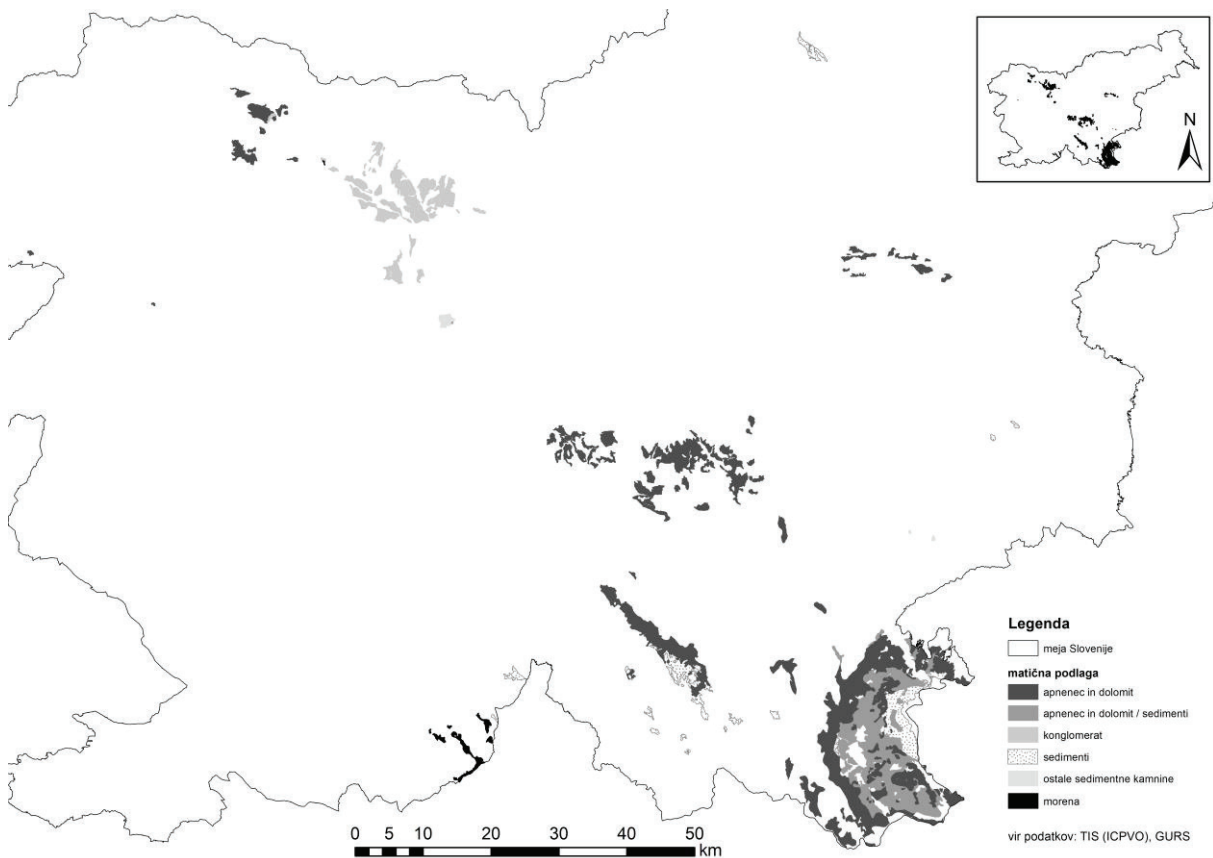 N
Legenda
meja Slovenije
matična podlaga
apnenec in dolomit
apnenec in dolomit / sedimenti
konglomerat
sedimenti
ostale sedimentne kamnine
morena
vir podatkov: TIS (ICPVO), GURS
0 5 10 20 30 40 50
km